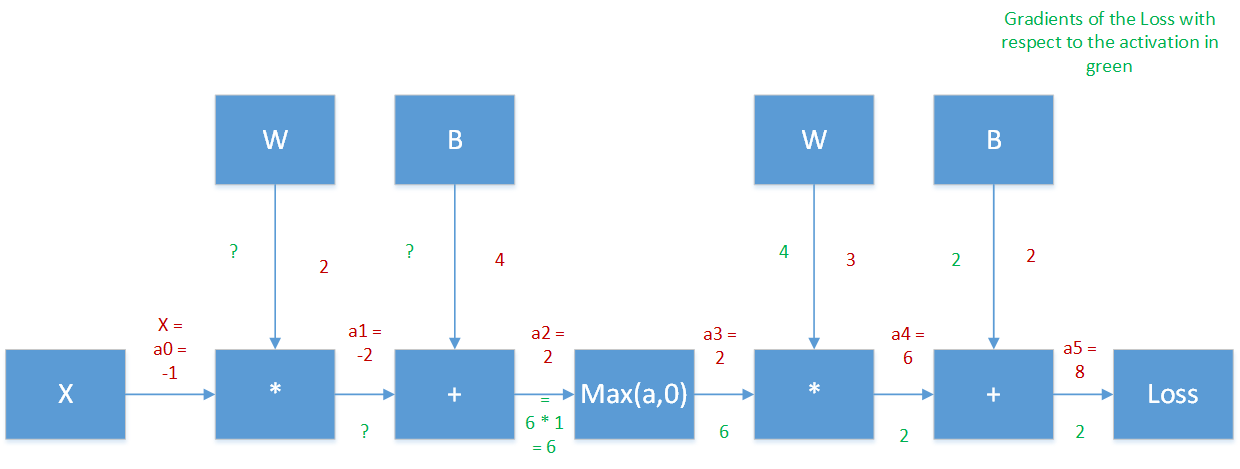 Gradients of the Loss with
respect to the activation in
green
W
B
W
B
?
2
?
4
4
3
2
2
X =
a0 =
-1
a1 =
-2
a2 =
2
a3 =
2
a4 =
6
a5 =
8
X
*
+
Max(a,0)
*
+
Loss
?
=
6 * 1
= 6
6
2
2